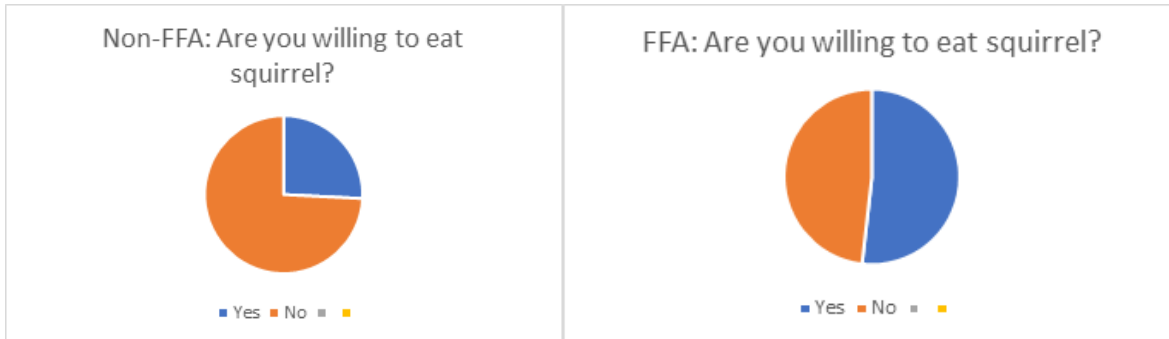 Non-FFA: Are you willing to eat
squirrel?
Yes No
FFA: Are you willing to eat squirrel?
Yes No